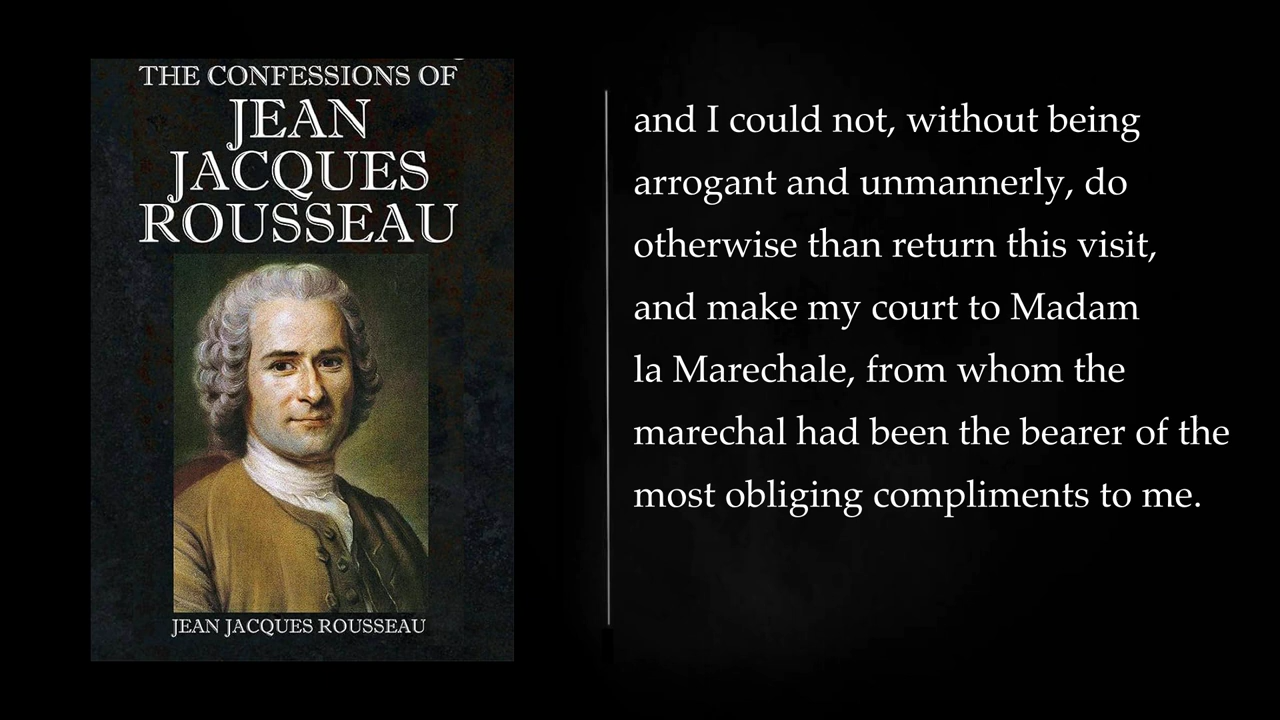 THE CONFESSIONS OF
JEAN
JACQUES
ROUSSEAU
JEAN JACQUES ROUSSEAU
and I could not, without being
arrogant and unmannerly, do
otherwise than return this visit,
and make my court to Madam
la Marechale, from whom the
marechal had been the bearer of the
most obliging compliments to me.